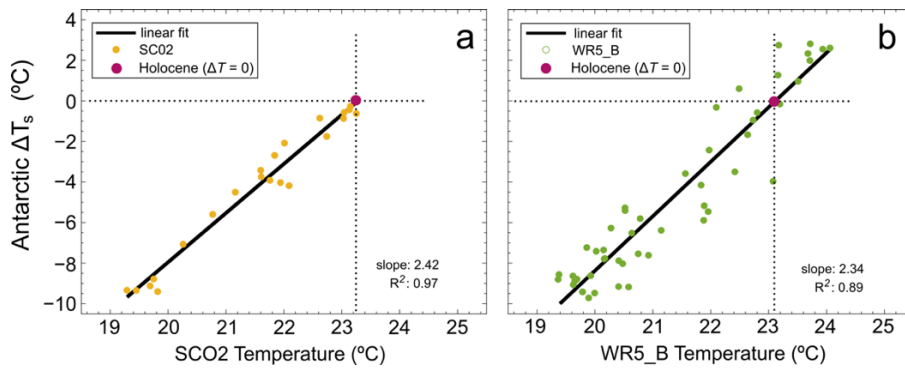 a
linear fit
SC02
Holocene (ΔT = 0)
Antarctic ΔTs (ºC)
4
2
0
−2
−4
−6
−8
−10
slope: 2.42
R²: 0.97
19 20 21 22 23 24 25
SCO2 Temperature (ºC)
b
linear fit
WR5_B
Holocene (ΔT = 0)
slope: 2.34
R²: 0.89
19 20 21 22 23 24 25
WR5_B Temperature (ºC)